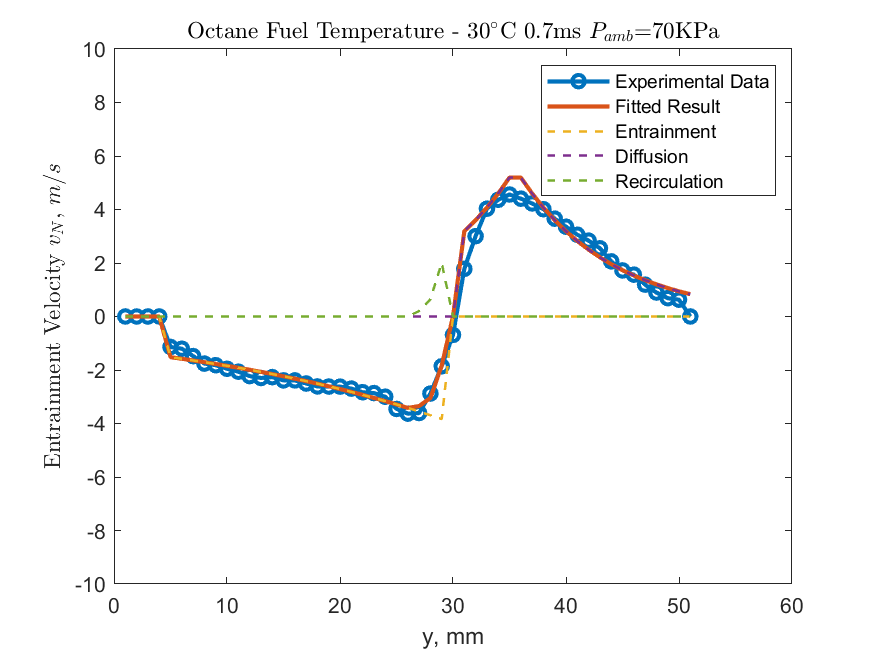 Octane Fuel Temperature - 30°C 0.7ms P_amb=70KPa
Experimental Data
Fitted Result
Entrainment
Diffusion
Recirculation
Entrainment Velocity v_N, m/s
10
8
6
4
2
0
-2
-4
-6
-8
-10
0 10 20 30 40 50 60
y, mm